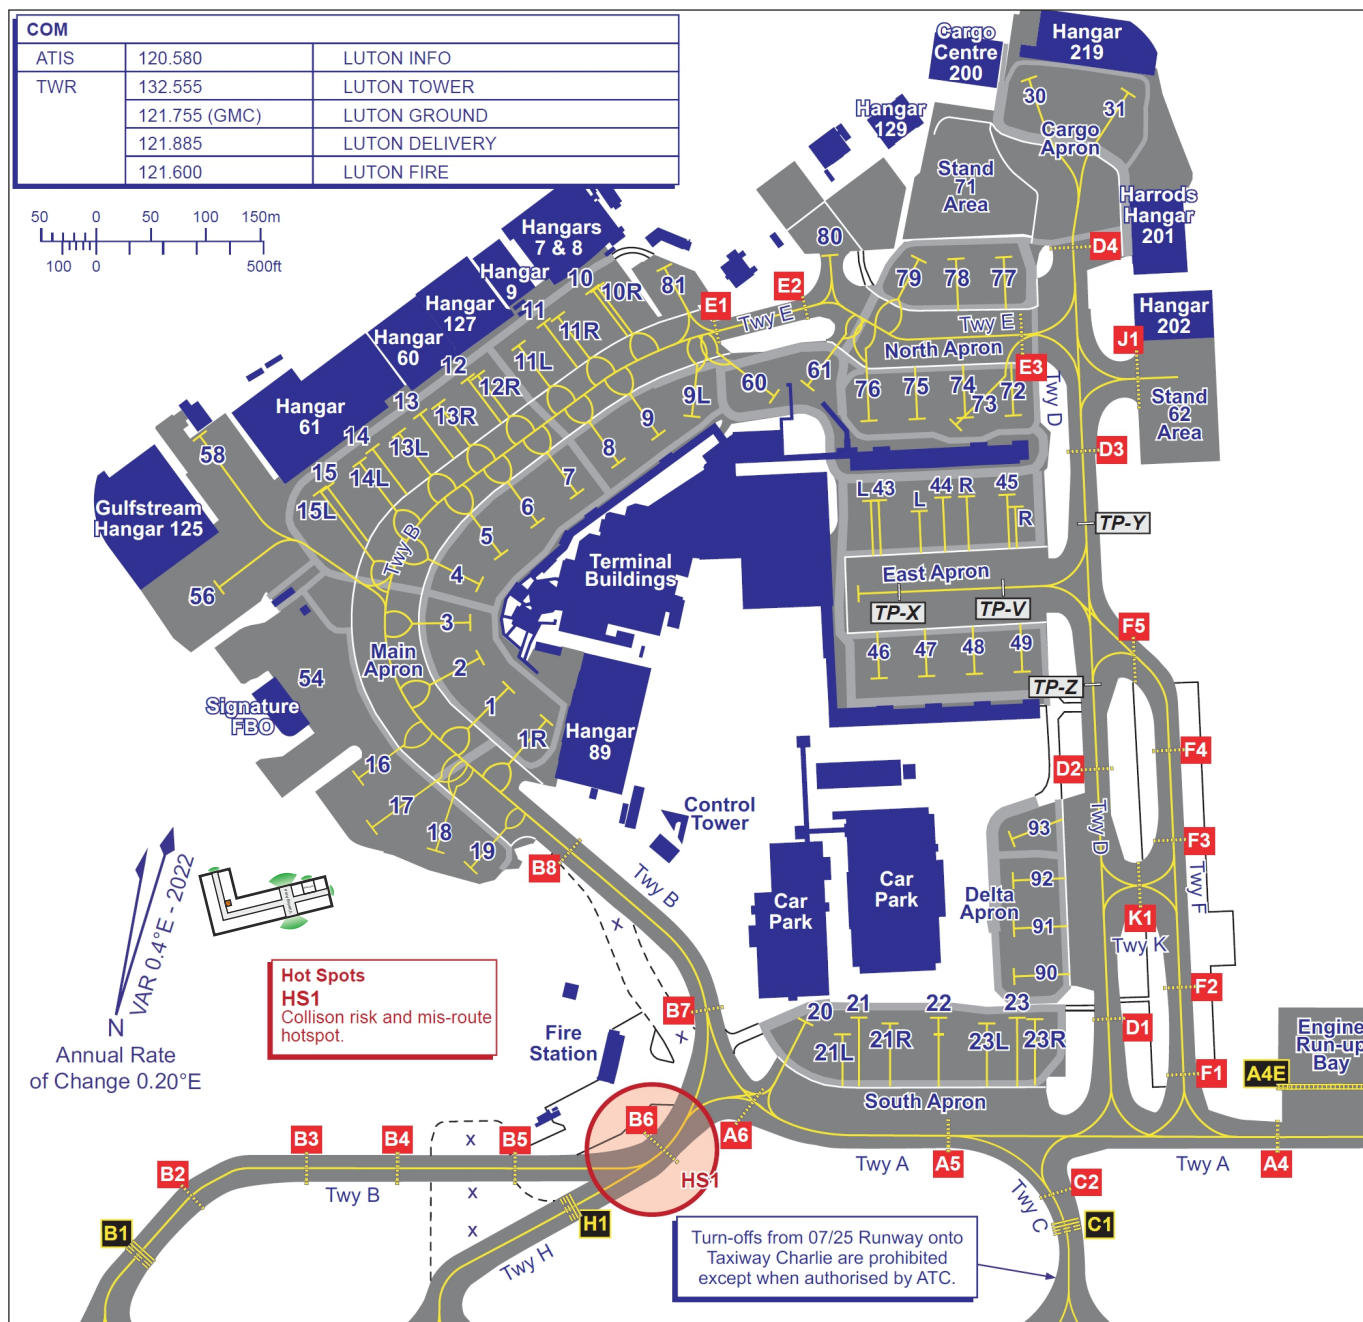 COM
ATIS 120.580 LUTON INFO
TWR 132.555 LUTON TOWER
121.755 (GMC) LUTON GROUND
121.885 LUTON DELIVERY
121.600 LUTON FIRE
50 0 50 100 150m
100 0 500ft
Cargo
Centre
200
Hangar
219
30
31
Cargo
Apron
Hangar
129
Stand
71
Area
Harrods
Hangar
201
D4
Hangar
202
J1
Stand
62
Area
Hangars
7 & 8
Hangar
9
Hangar
127
Hangar
60
Hangar
61
Gulfstream
Hangar 125
10
10R
81
80
79
78
77
E1
E2
Twy E
Twy E
North Apron
E3
Twy D
11
11R
11L
12
12R
13
13R
13L
14
14L
15
15L
58
56
54
9L
60
61
76
75
74
73
72
D3
9
8
7
6
5
4
3
2
1
1R
Twy B
Main
Apron
Terminal
Buildings
L 43
L
44 R
45
R
TP-Y
East Apron
TP-X
TP-V
F5
46
47
48
49
TP-Z
Signature
FBO
Hangar
89
16
17
18
19
B8
Control
Tower
Twy B
D2
F4
Twy D
F3
Twy F
93
92
91
90
Delta
Apron
K1
Twy K
F2
D1
F1
Car
Park
Car
Park
VAR 0.4°E - 2022
N
Annual Rate
of Change 0.20°E
Hot Spots
HS1
Collison risk and mis-route
hotspot.
x
x
B7
Fire
Station
20
21
22
23
21L
21R
23L
23R
South Apron
Engine
Run-up
Bay
A4E
B6
HS1
A6
Twy A
A5
Twy A
A4
B2
B3
B4
B5
x
x
x
Twy B
B1
H1
Twy H
C2
Twy C
C1
Turn-offs from 07/25 Runway onto
Taxiway Charlie are prohibited
except when authorised by ATC.